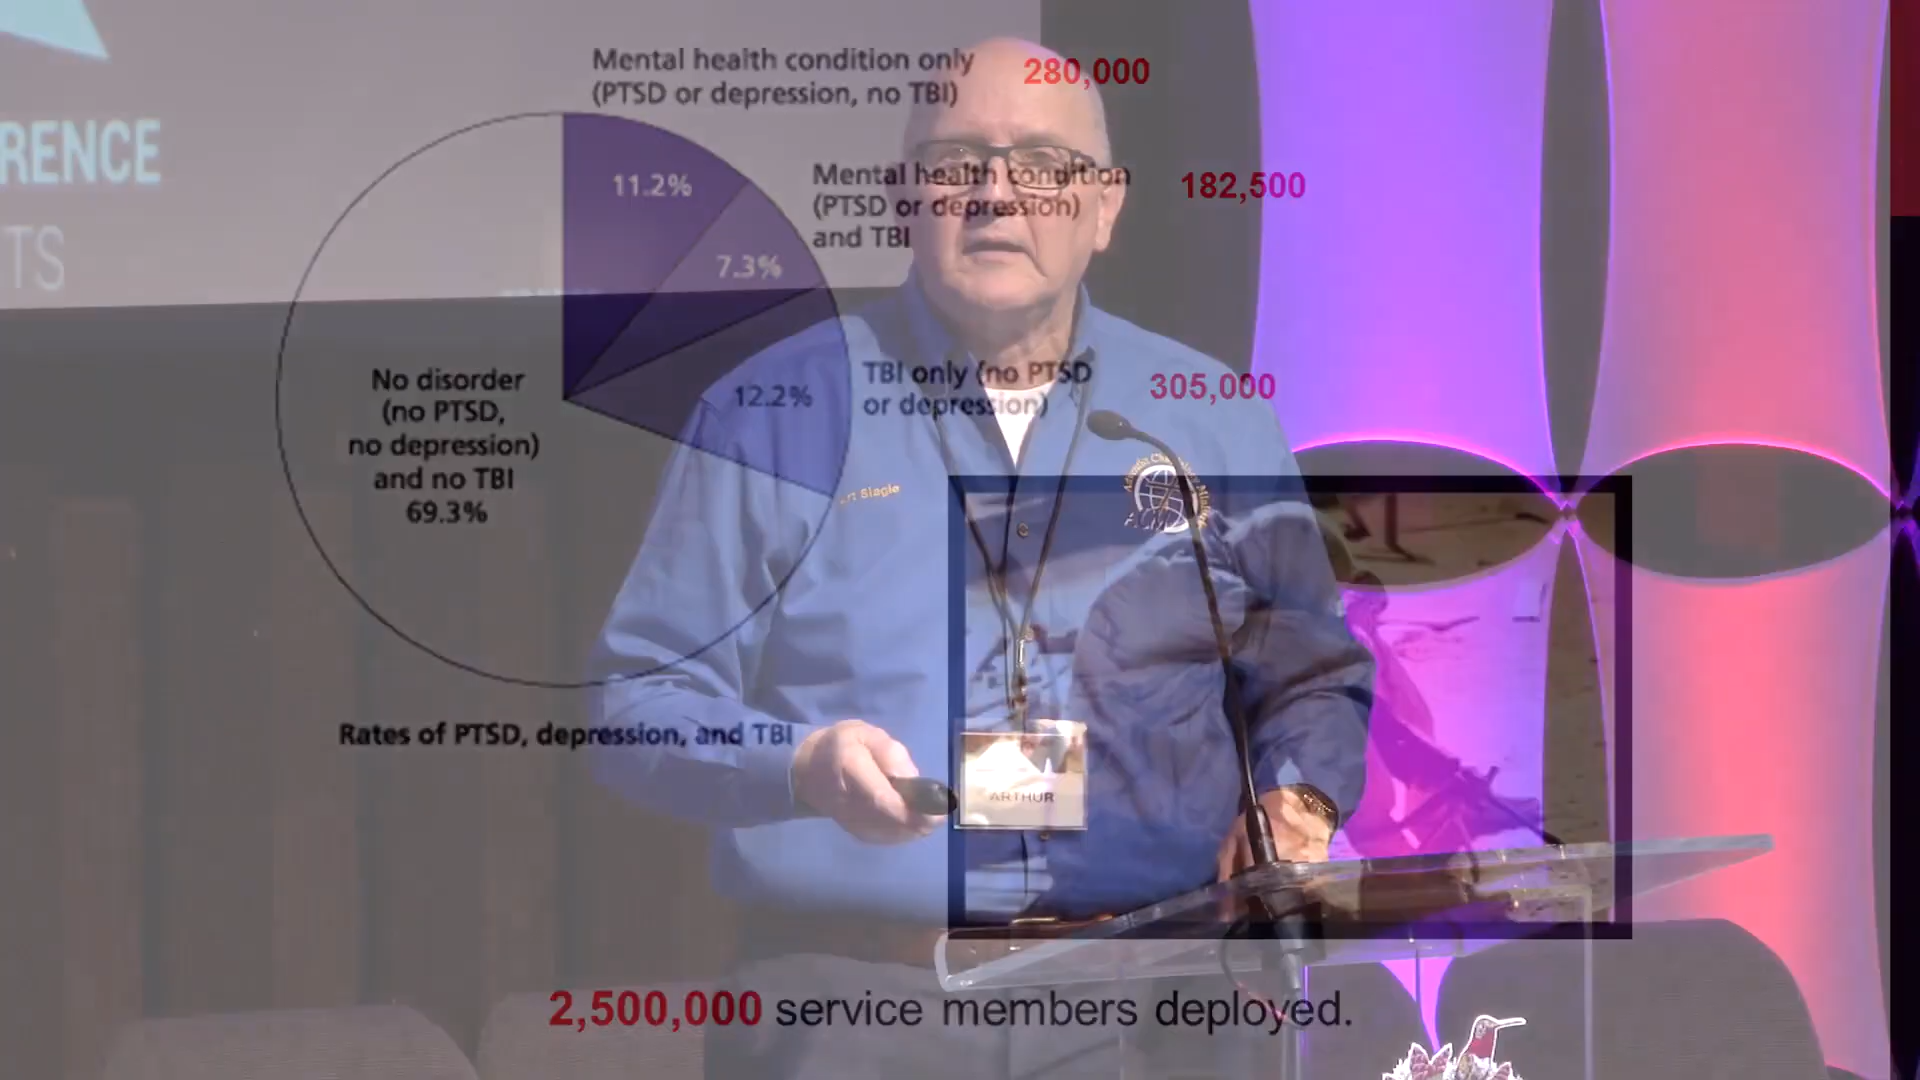 RENCE
TS
Mental health condition only
(PTSD or depression, no TBI)
280,000
11.2%
Mental health condition
(PTSD or depression)
and TBI
182,500
7.3%
TBI only (no PTSD
or depression)
305,000
12.2%
No disorder
(no PTSD,
no depression)
and no TBI
69.3%
Slagle
ACM
ARTHUR
Rates of PTSD, depression, and TBI
2,500,000 service members deployed.